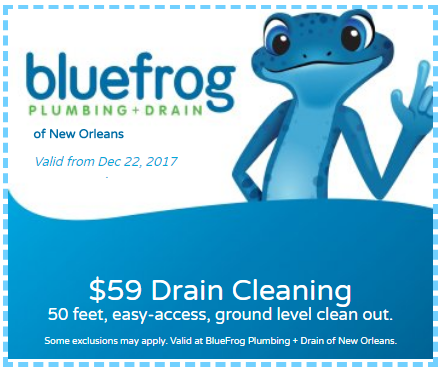 bluefrog
PLUMBING + DRAIN
of New Orleans
Valid from Dec 22, 2017
$59 Drain Cleaning
50 feet, easy-access, ground level clean out.
Some exclusions may apply. Valid at BlueFrog Plumbing + Drain of New Orleans.